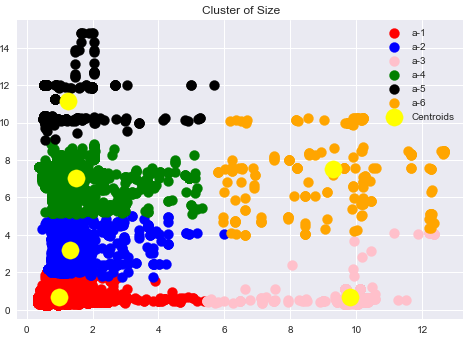 Cluster of Size
a-1
a-2
a-3
a-4
a-5
a-6
Centroids
14
12
10
8
6
4
2
0
0 2 4 6 8 10 12